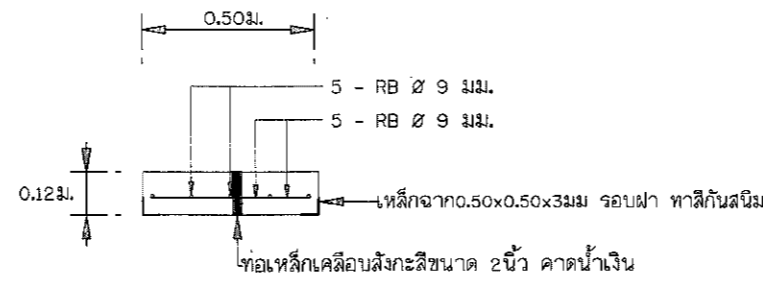 0.50ม.
5 - RB Ø 9 มม.
5 - RB Ø 9 มม.
0.12ม.
เหล็กฉาก0.50x0.50x3มม รอบฝา ทาสีกันสนิม
ท่อเหล็กเคลือบสังกะสีขนาด 2นิ้ว คาดน้ำเงิน